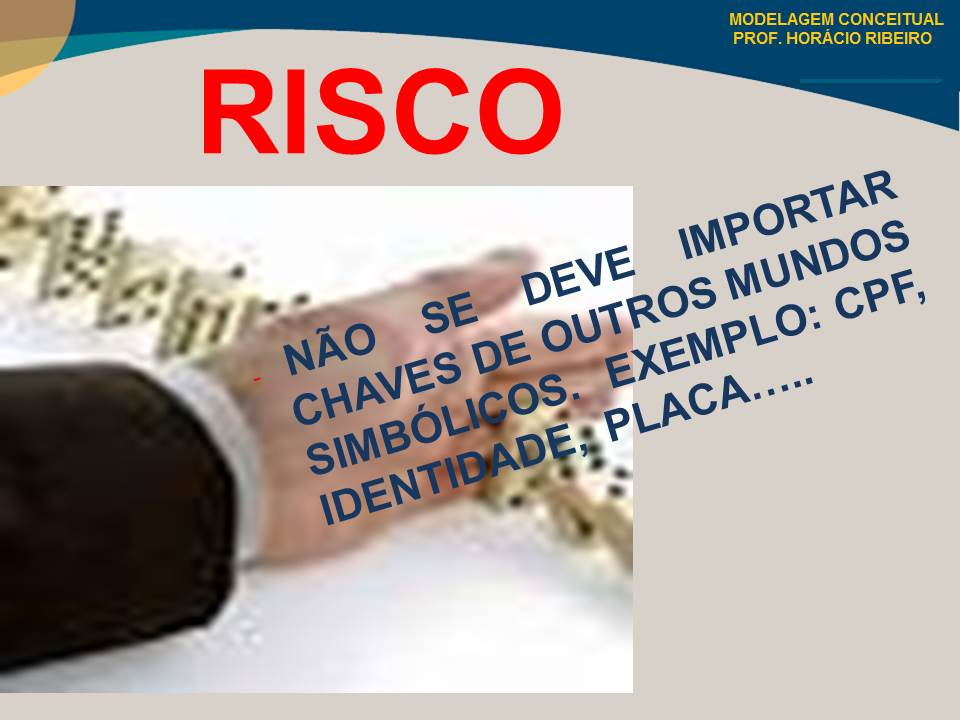 MODELAGEM CONCEITUAL
PROF. HORÁCIO RIBEIRO
RISCO
- NÃO SE DEVE IMPORTAR
CHAVES DE OUTROS MUNDOS
SIMBÓLICOS. EXEMPLO: CPF,
IDENTIDADE, PLACA.....